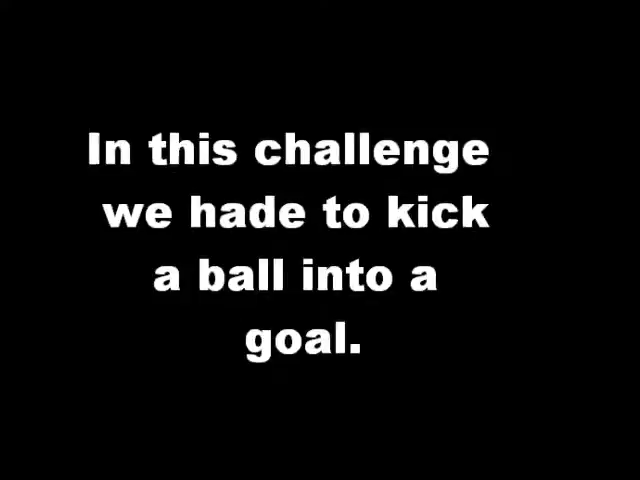 In this challenge
we hade to kick
a ball into a
goal.